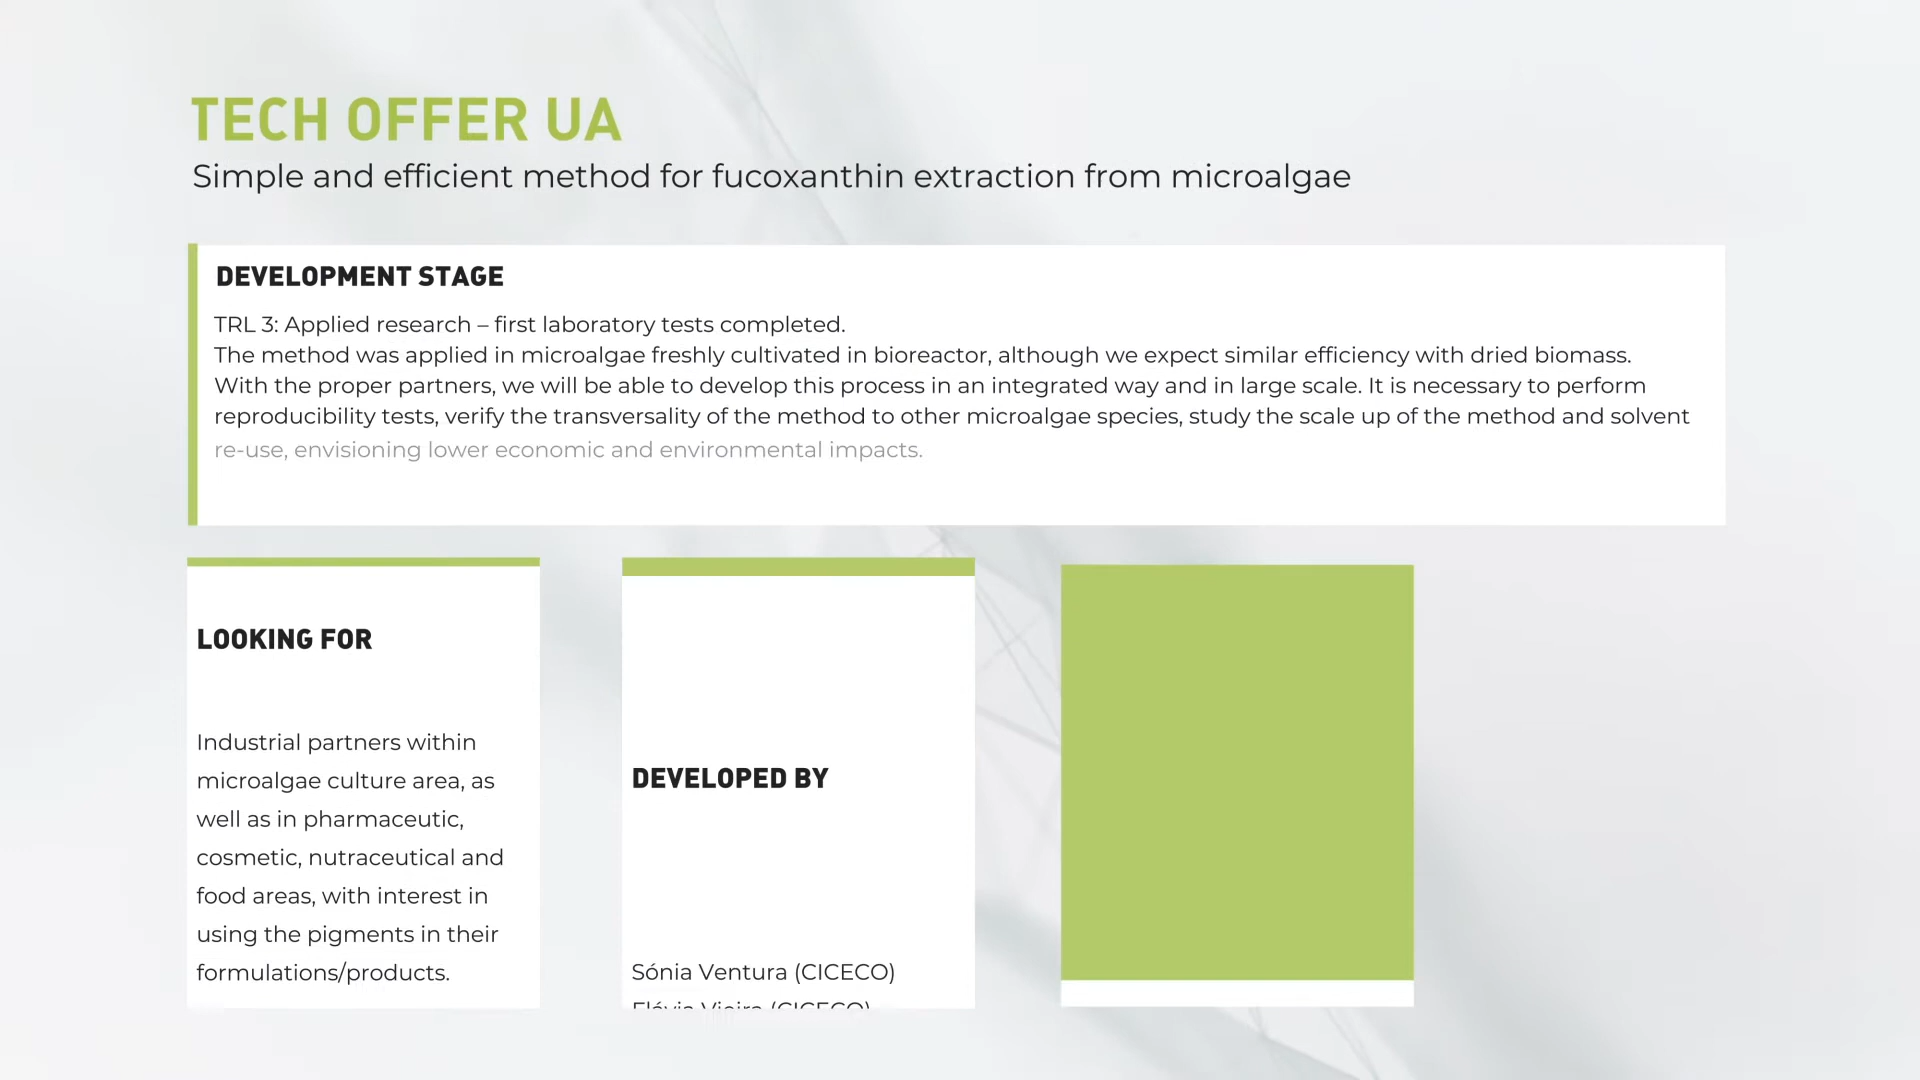 TECH OFFER UA
Simple and efficient method for fucoxanthin extraction from microalgae
DEVELOPMENT STAGE
TRL 3: Applied research – first laboratory tests completed.
The method was applied in microalgae freshly cultivated in bioreactor, although we expect similar efficiency with dried biomass.
With the proper partners, we will be able to develop this process in an integrated way and in large scale. It is necessary to perform
reproducibility tests, verify the transversality of the method to other microalgae species, study the scale up of the method and solvent
re-use, envisioning lower economic and environmental impacts.
LOOKING FOR
Industrial partners within
microalgae culture area, as
well as in pharmaceutic,
cosmetic, nutraceutical and
food areas, with interest in
using the pigments in their
formulations/products.
DEVELOPED BY
Sónia Ventura (CICECO)
Flávia Vieira (CICECO)